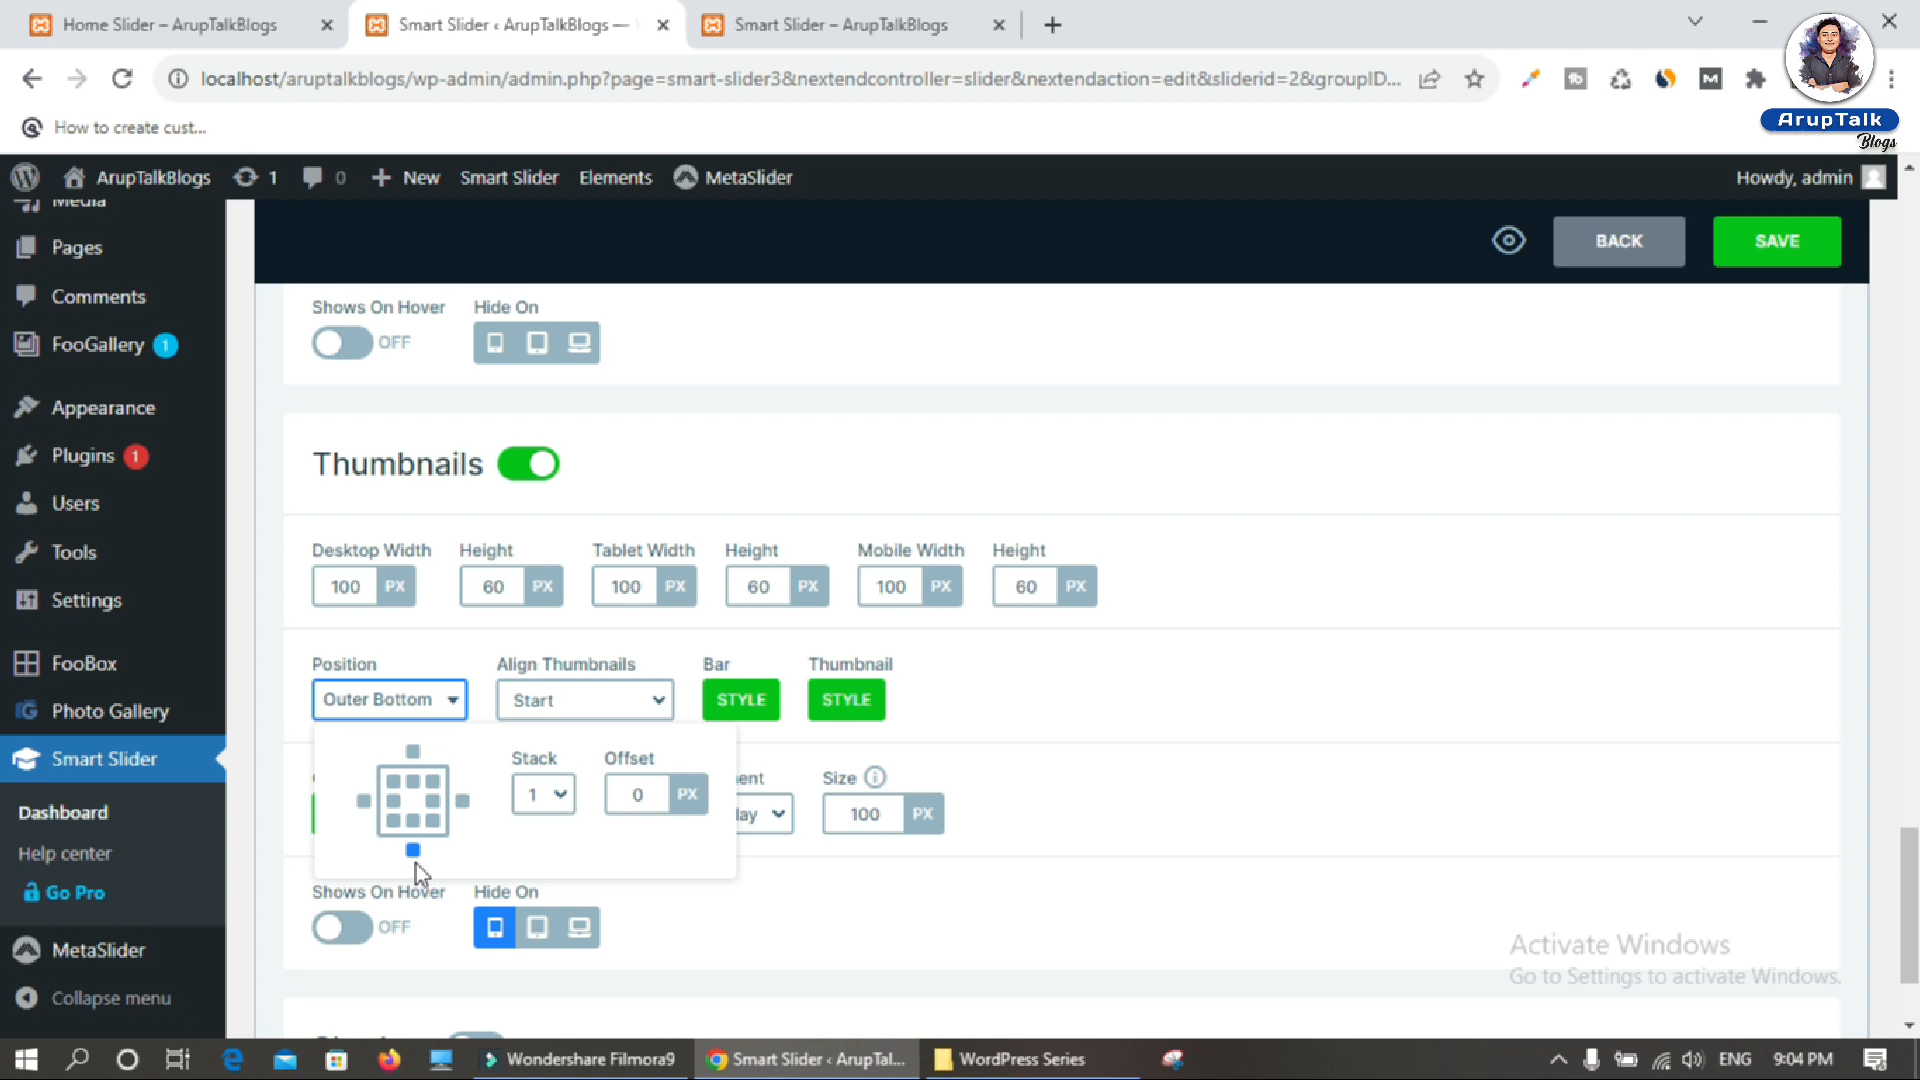 Home Slider – ArupTalkBlogs
Smart Slider ‹ ArupTalkBlogs —
Smart Slider – ArupTalkBlogs
localhost/aruptalkblogs/wp-admin/admin.php?page=smart-slider3&nextendcontroller=slider&nextendaction=edit&sliderid=2&groupID...
How to create cust...
ArupTalk
Blogs
ArupTalkBlogs 1 0 New Smart Slider Elements MetaSlider Howdy, admin
Media
Pages
Comments
FooGallery 1
Appearance
Plugins 1
Users
Tools
Settings
FooBox
Photo Gallery
Smart Slider
Dashboard
Help center
Go Pro
MetaSlider
Collapse menu
BACK SAVE
Shows On Hover Hide On
OFF
Thumbnails
Desktop Width Height Tablet Width Height Mobile Width Height
100 PX 60 PX 100 PX 60 PX 100 PX 60 PX
Position Align Thumbnails Bar Thumbnail
Outer Bottom Start STYLE STYLE
Stack Offset
1 0 PX
ent Size
lay 100 PX
Shows On Hover Hide On
OFF
Activate Windows
Go to Settings to activate Windows.
Wondershare Filmora9 Smart Slider ‹ ArupTal... WordPress Series ENG 9:04 PM